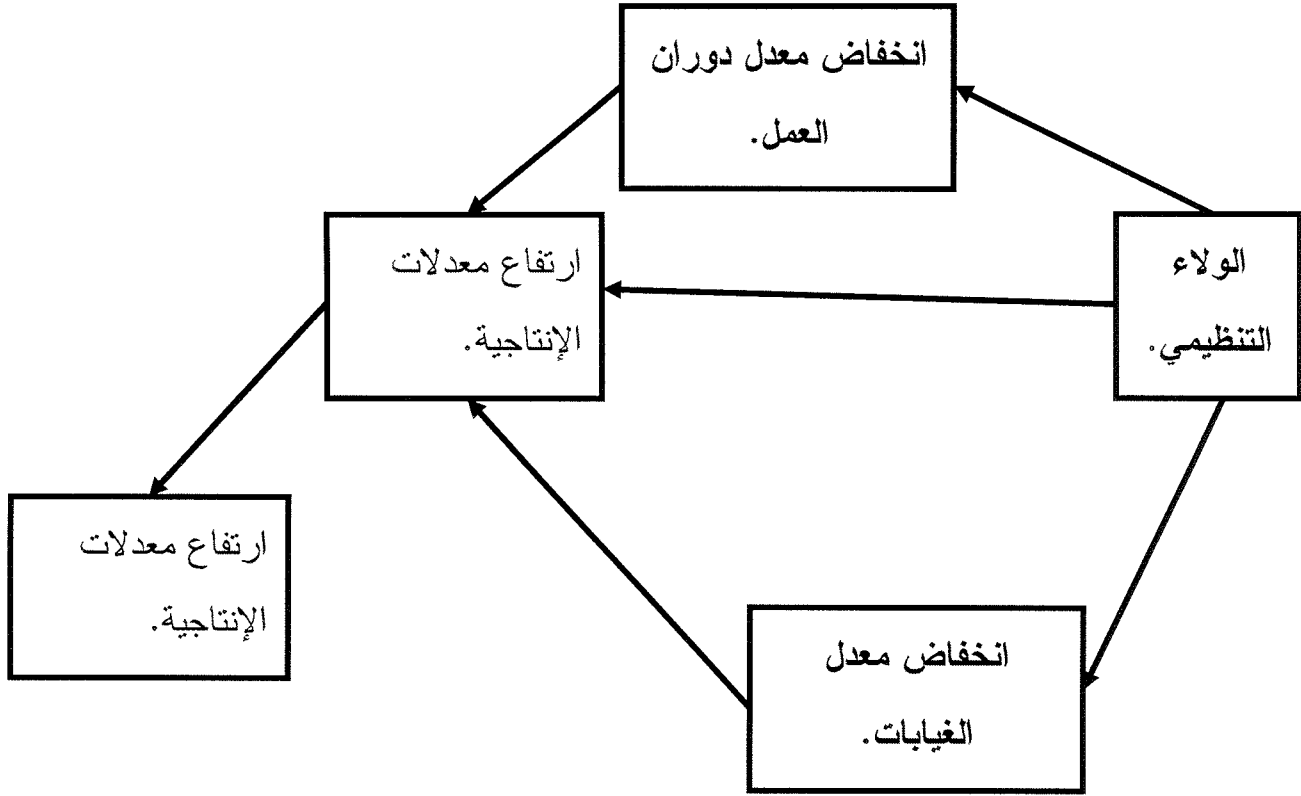 انخفاض معدل دوران
العمل.
الولاء
التنظيمي.
ارتفاع معدلات
الإنتاجية.
ارتفاع معدلات
الإنتاجية.
انخفاض معدل
الغيابات.